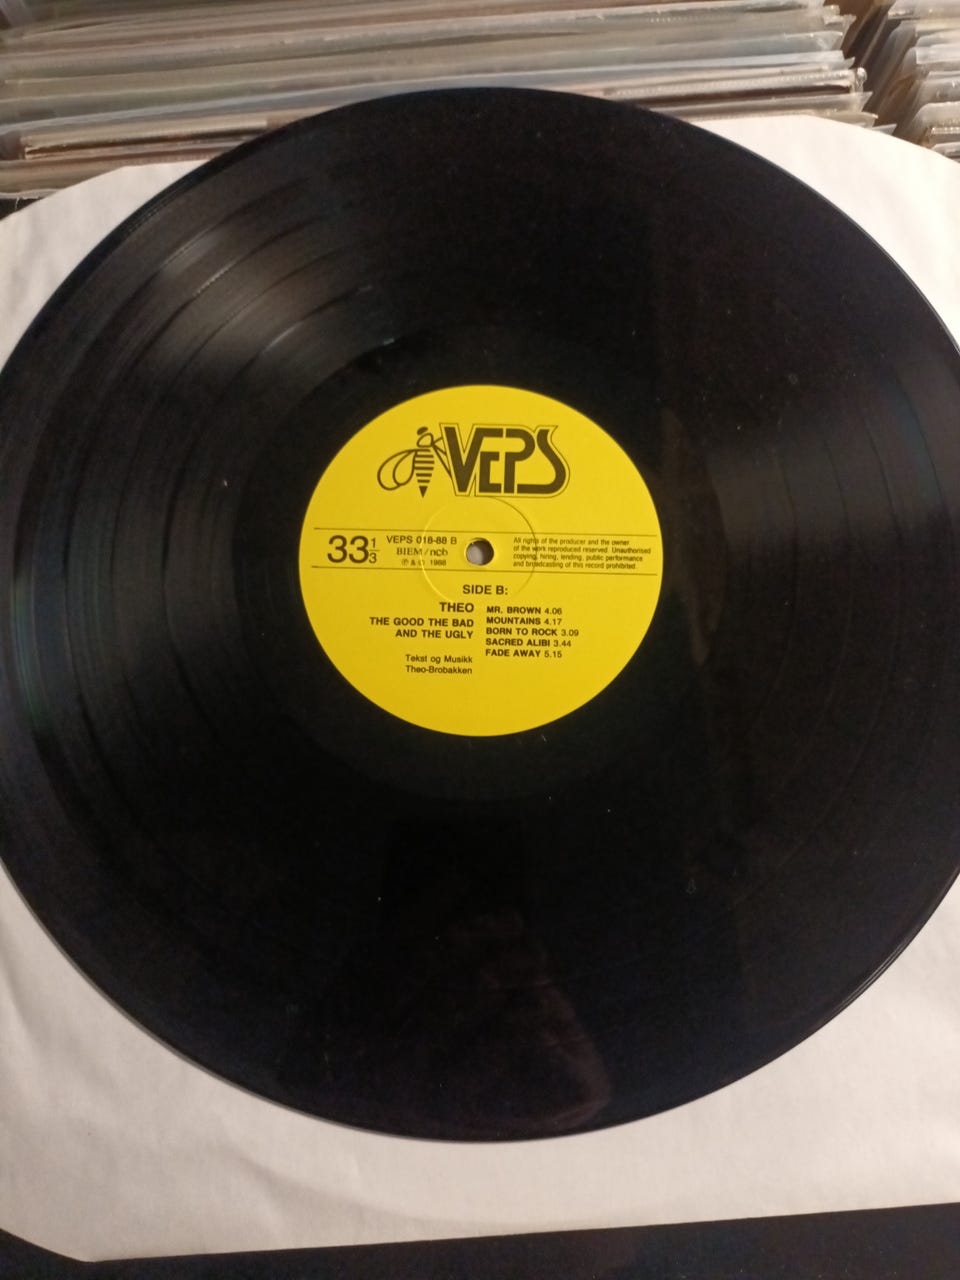 VEPS
33 1/3
VEPS 018-88 B
BIEM/ncb
℗ & © 1988
All rights of the producer and the owner
of the work reproduced reserved. Unauthorised
copying, hiring, lending, public performance
and broadcasting of this record prohibited.
SIDE B:
THEO
THE GOOD THE BAD
AND THE UGLY
Tekst og Musikk
Theo-Brobakken
MR. BROWN 4.06
MOUNTAINS 4.17
BORN TO ROCK 3.09
SACRED ALIBI 3.44
FADE AWAY 5.15